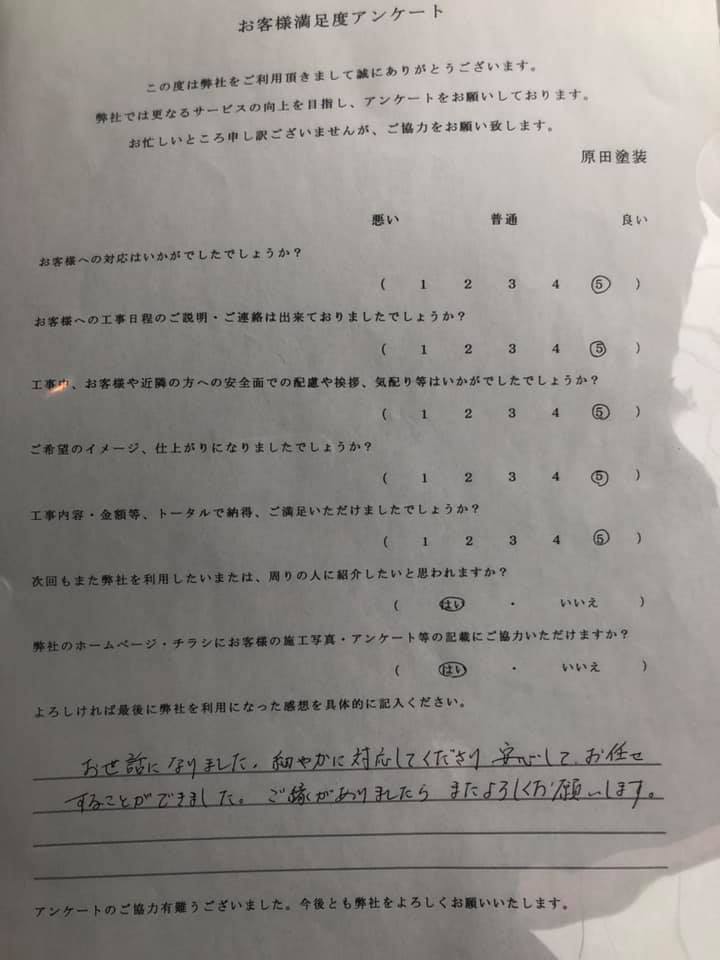 お客様満足度アンケート
この度は弊社をご利用頂きまして誠にありがとうございます。
弊社では更なるサービスの向上を目指し、アンケートをお願いしております。
お忙しいところ申し訳ございませんが、ご協力をお願い致します。
原田塗装
悪い 普通 良い
お客様への対応はいかがでしたでしょうか？
( 1 2 3 4 5 )
お客様への工事日程のご説明・ご連絡は出来ておりましたでしょうか？
( 1 2 3 4 5 )
工事中、お客様や近隣の方への安全面での配慮や挨拶、気配り等はいかがでしたでしょうか？
( 1 2 3 4 5 )
ご希望のイメージ、仕上がりになりましたでしょうか？
( 1 2 3 4 5 )
工事内容・金額等、トータルで納得、ご満足いただけましたでしょうか？
( 1 2 3 4 5 )
次回もまた弊社を利用したいまたは、周りの人に紹介したいと思われますか？
( はい ・ いいえ )
弊社のホームページ・チラシにお客様の施工写真・アンケート等の記載にご協力いただけますか？
( はい ・ いいえ )
よろしければ最後に弊社を利用になった感想を具体的に記入ください。
お世話になりました。細やかに対応してくださり 安心して お任せ
することができました。ご縁がありましたら またよろしくお願いします。
アンケートのご協力有難うございました。今後とも弊社をよろしくお願いいたします。